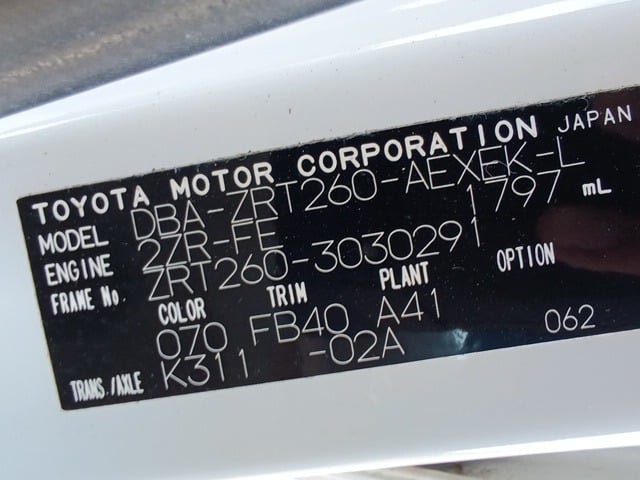 TOYOTA MOTOR CORPORATION JAPAN
MODEL DBA-ZRT260-AEXEK-L
ENGINE 2ZR-FE 1797 mL
FRAME No. ZRT260-3030291
COLOR TRIM PLANT OPTION
070 FB40 A41
TRANS./AXLE K311 -02A 062